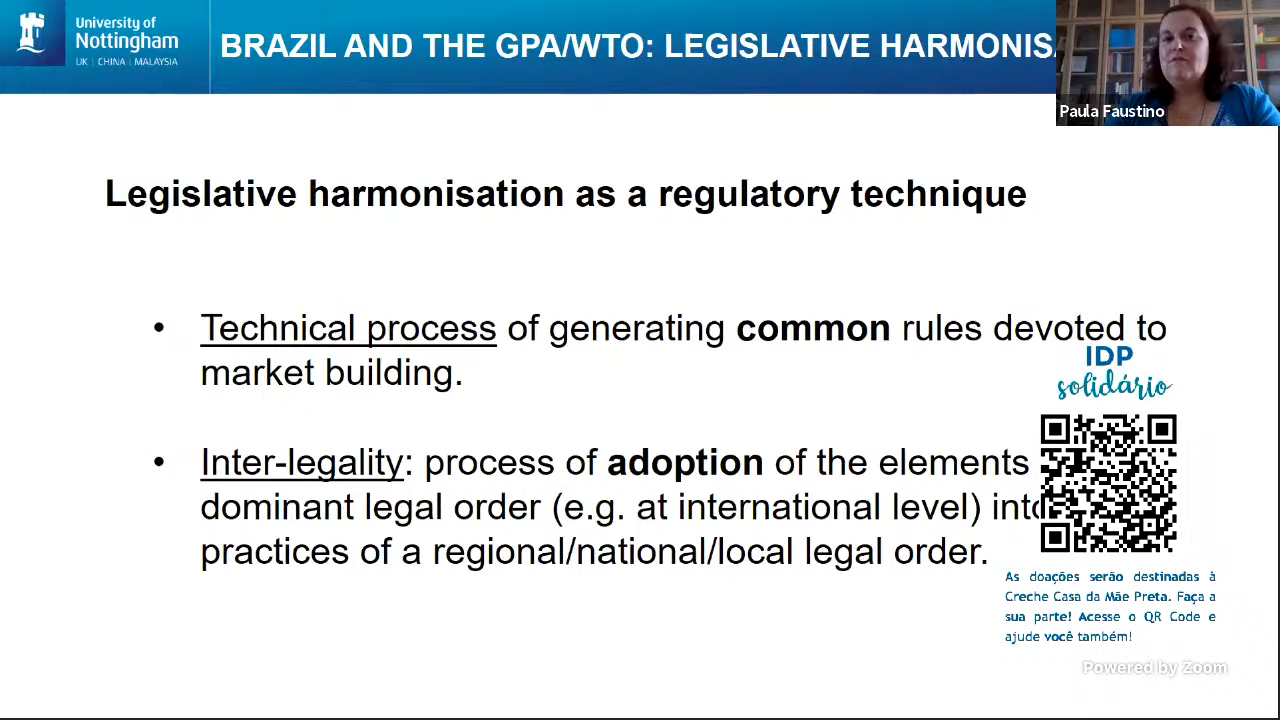 University of
Nottingham
UK | CHINA | MALAYSIA
BRAZIL AND THE GPA/WTO: LEGISLATIVE HARMONISA
Paula Faustino
Legislative harmonisation as a regulatory technique
• Technical process of generating common rules devoted to
market building.
IDP
solidário
• Inter-legality: process of adoption of the elements
dominant legal order (e.g. at international level) into
practices of a regional/national/local legal order.
As doações serão destinadas à
Creche Casa da Mãe Preta. Faça a
sua parte! Acesse o QR Code e
ajude você também!
Powered by Zoom